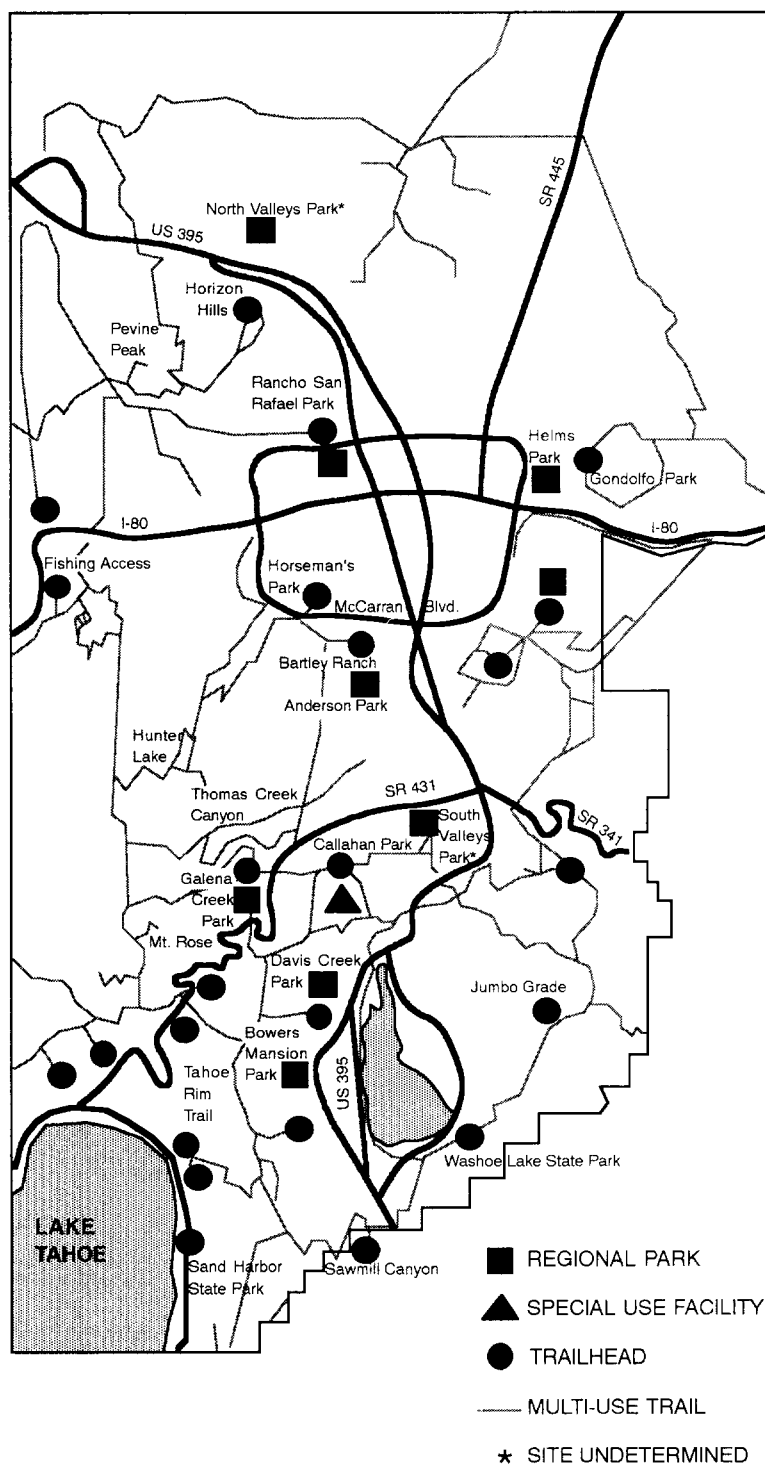 SR 445
North Valleys Park*
US 395
Horizon
Hills
Pevine
Peak
Rancho San
Rafael Park
Helms
Park
Gondolfo Park
I-80
I-80
Fishing Access
Horseman's
Park
McCarran Blvd.
Bartley Ranch
Anderson Park
Hunter
Lake
Thomas Creek
Canyon
SR 431
SR 341
South
Valleys
Park*
Callahan Park
Galena
Creek
Park
Mt. Rose
Davis Creek
Park
Jumbo Grade
Bowers
Mansion
Park
US 395
Tahoe
Rim
Trail
Washoe Lake State Park
LAKE
TAHOE
Sand Harbor
State Park
Sawmill Canyon
REGIONAL PARK
SPECIAL USE FACILITY
TRAILHEAD
MULTI-USE TRAIL
* SITE UNDETERMINED